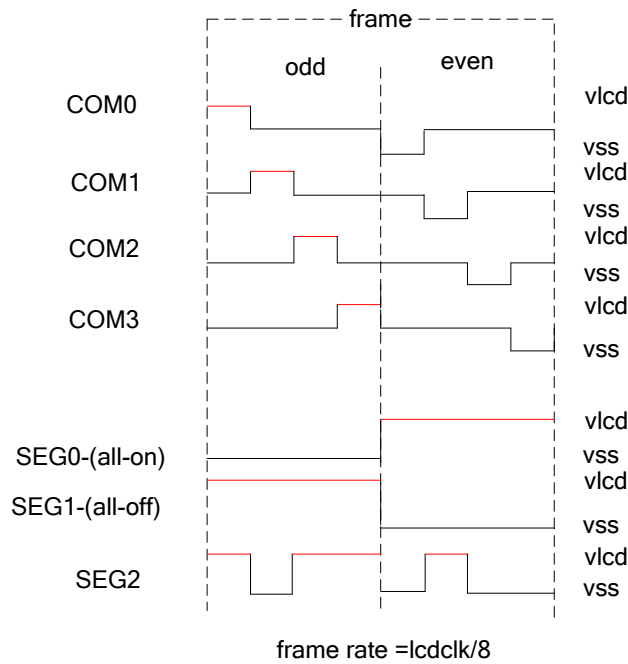 frame
odd even
COM0 vlcd
vss
COM1 vlcd
vss
COM2 vlcd
vss
COM3 vlcd
vss
vlcd
SEG0-(all-on) vss
vlcd
SEG1-(all-off)
vss
vlcd
SEG2 vss
frame rate =lcdclk/8